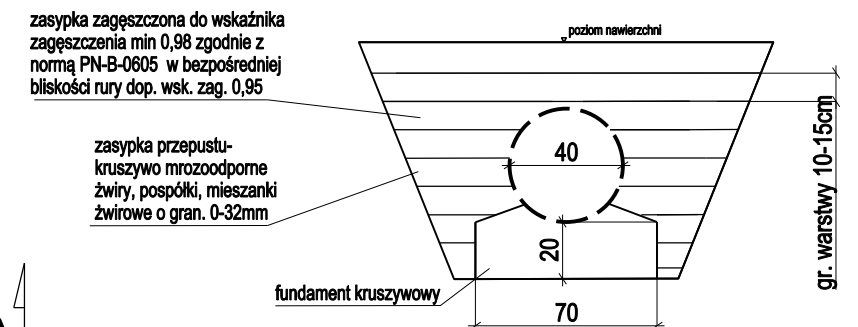 zasypka zagęszczona do wskaźnika
zagęszczenia min 0,98 zgodnie z
normą PN-B-0605 w bezpośredniej
bliskości rury dop. wsk. zag. 0,95
poziom nawierzchni
zasypka przepustu-
kruszywo mrozoodporne
żwiry, pospółki, mieszanki
żwirowe o gran. 0-32mm
40
gr. warstwy 10-15cm
20
fundament kruszywowy
70